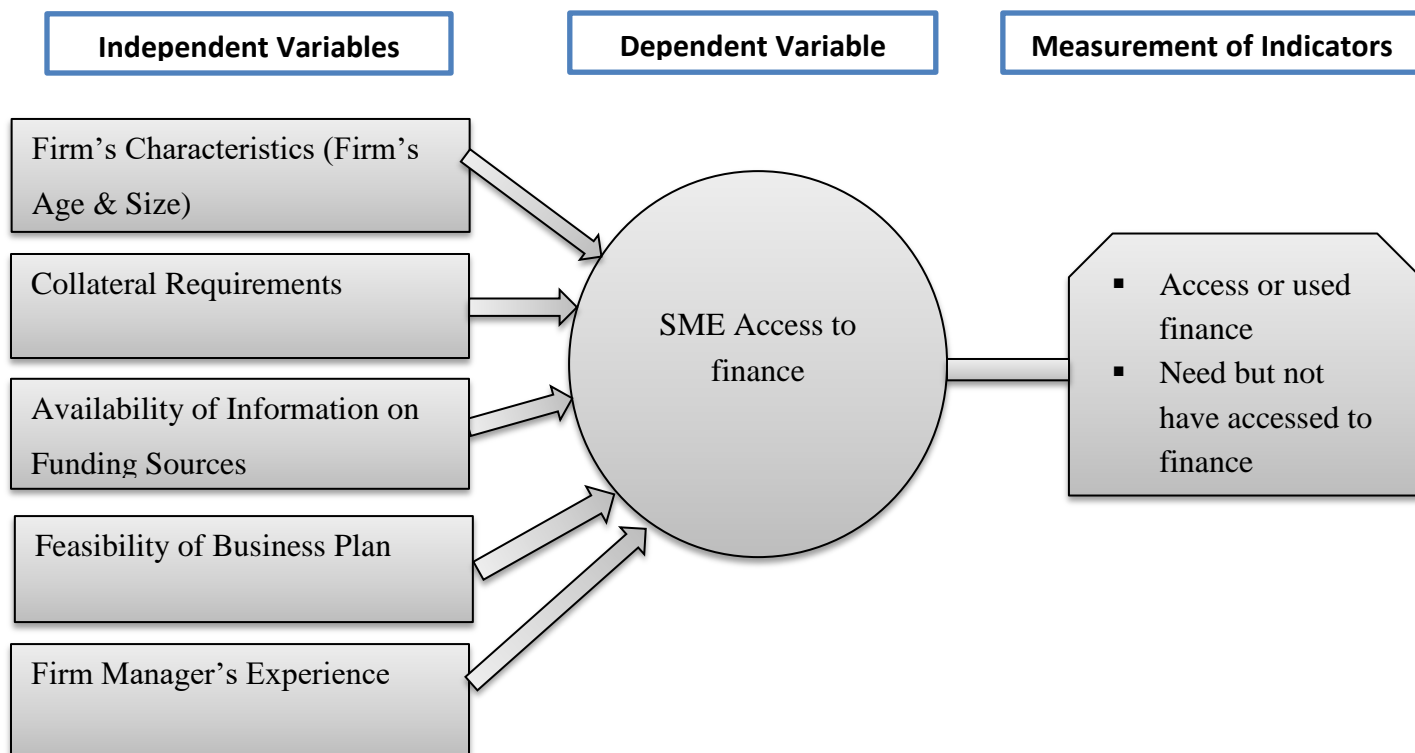 Independent Variables
Dependent Variable
Measurement of Indicators
Firm’s Characteristics (Firm’s
Age & Size)
Collateral Requirements
Availability of Information on
Funding Sources
Feasibility of Business Plan
Firm Manager’s Experience
SME Access to
finance
▪ Access or used
finance
▪ Need but not
have accessed to
finance